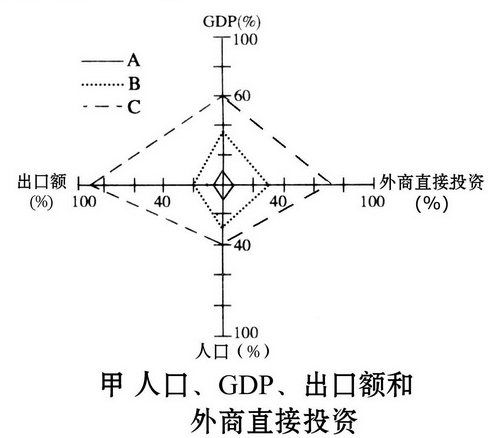 GDP(%)
100
A
B
C
60
出口额
(%)
100
40
40
100
外商直接投资
(%)
40
100
人口(%)
甲 人口、GDP、出口额和
外商直接投资